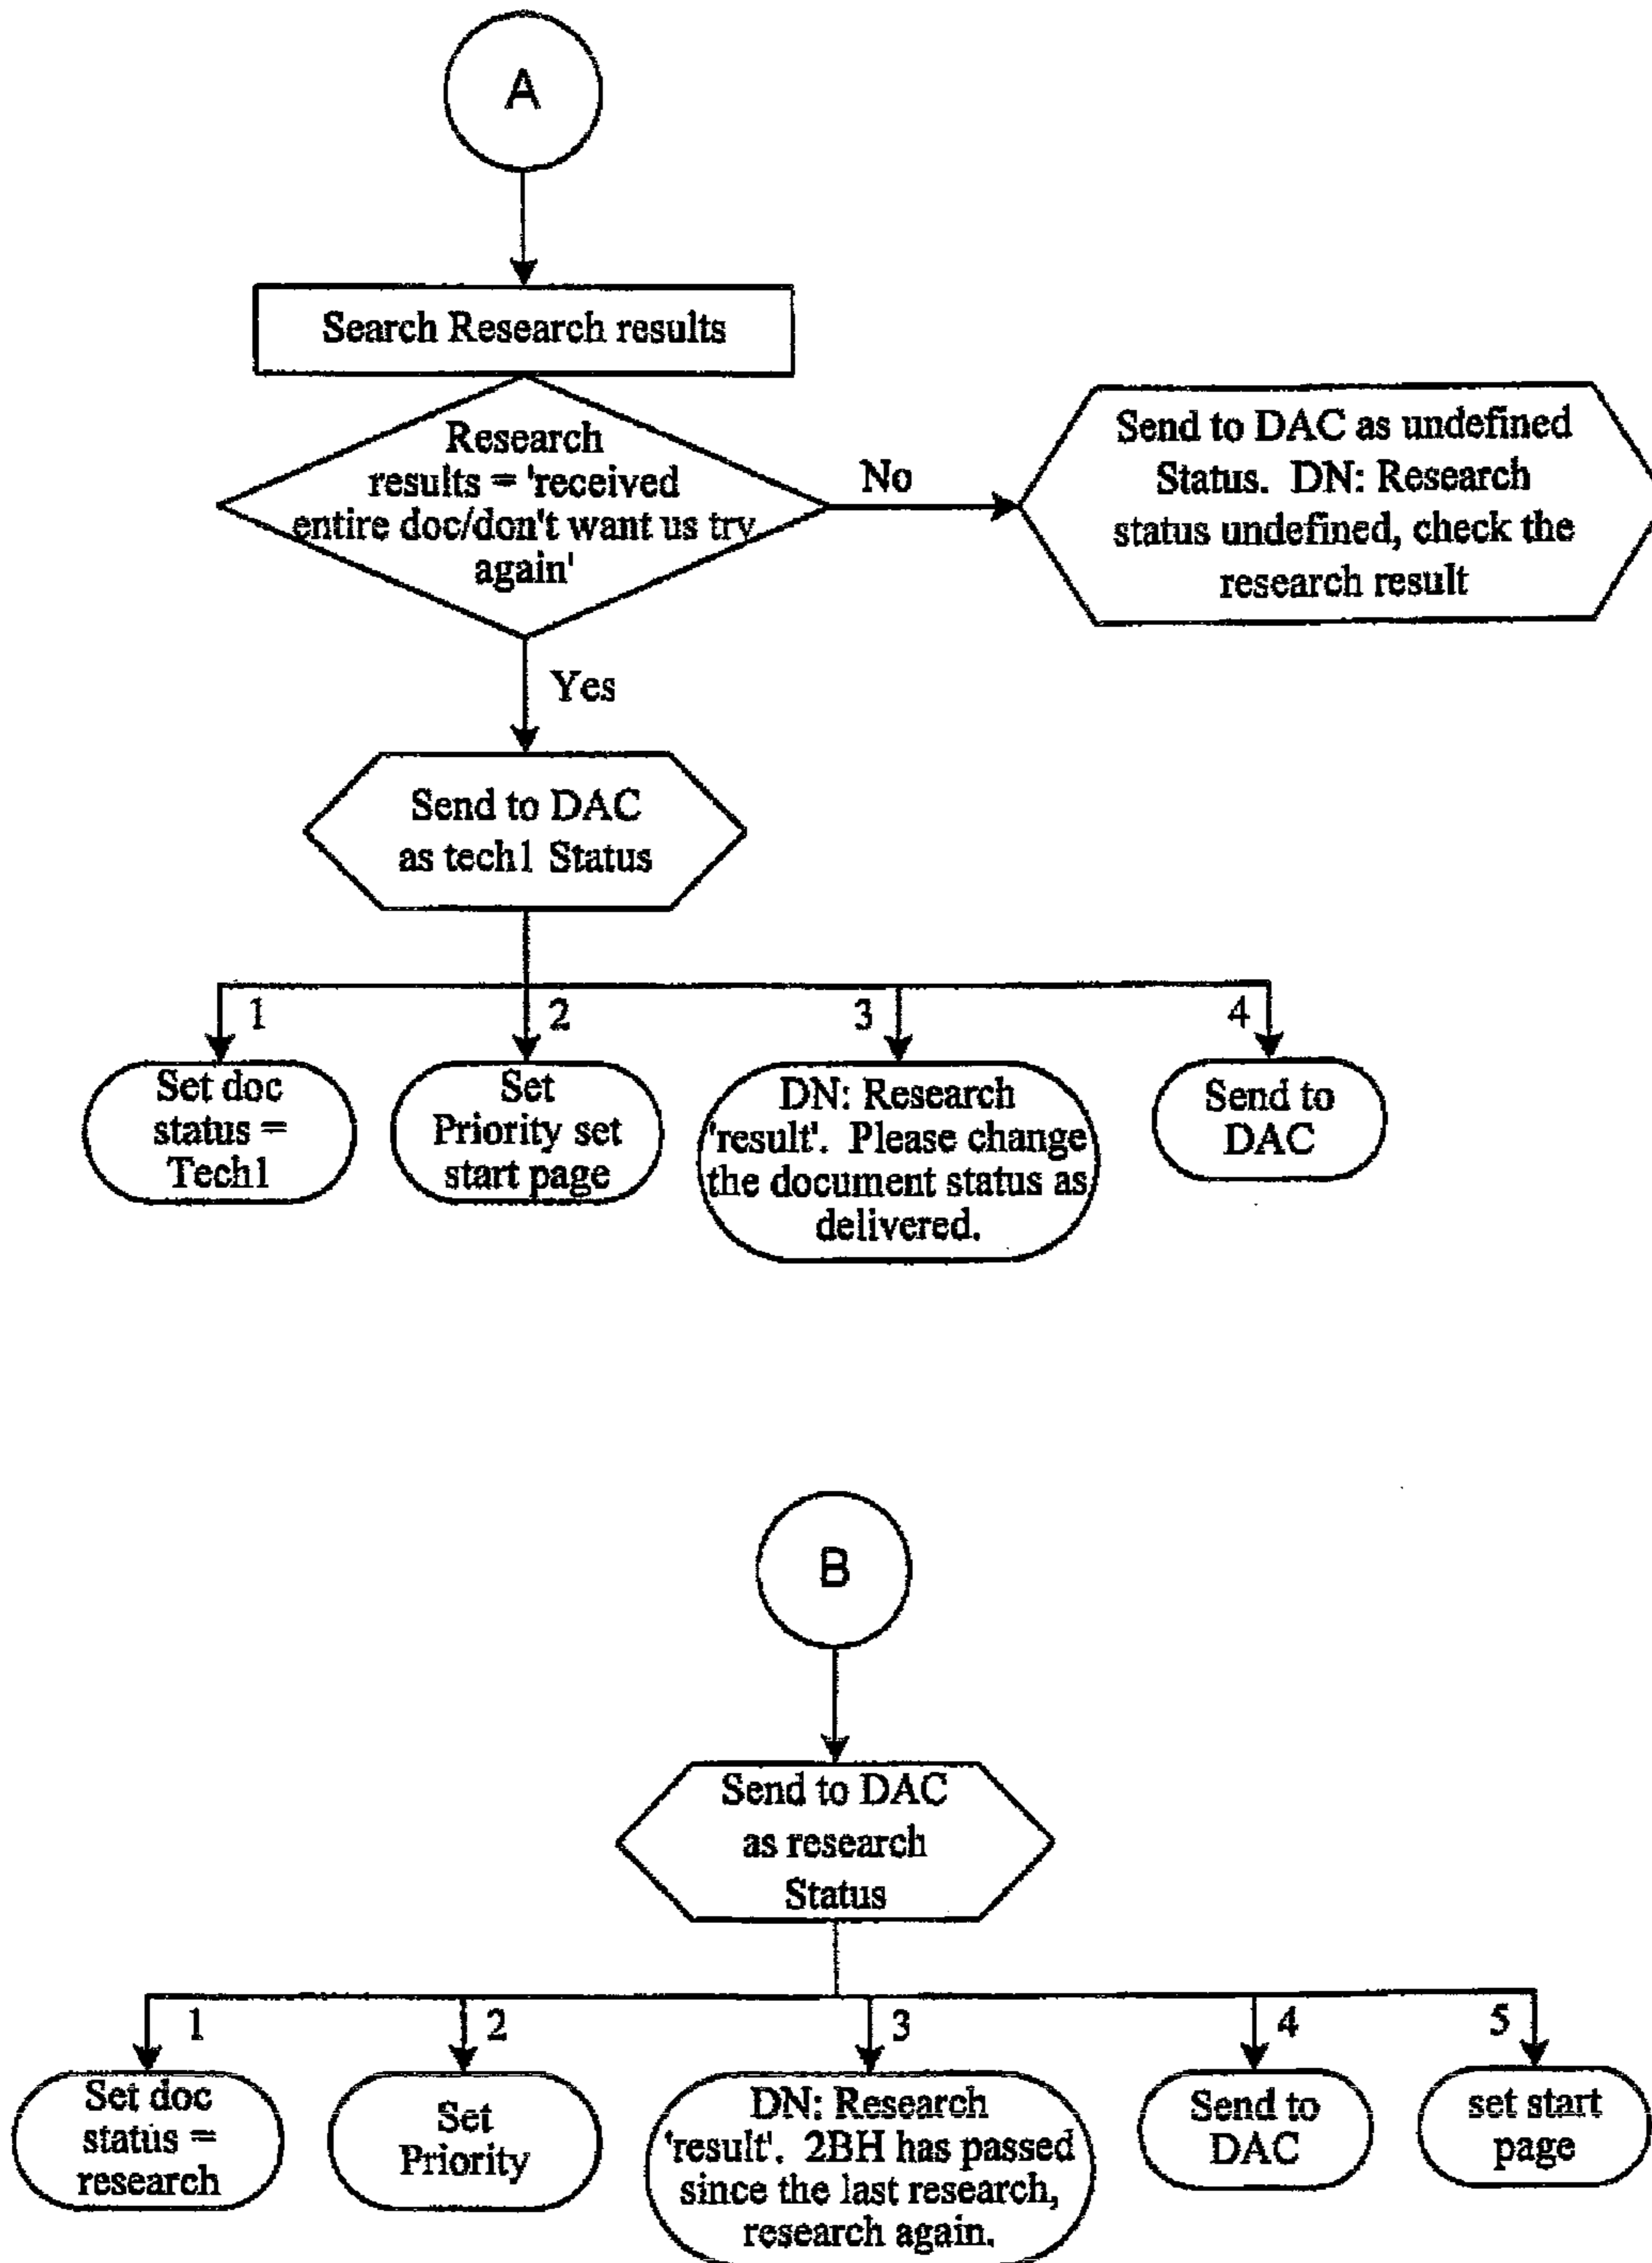 A
Search Research results
Research
results = 'received
entire doc/don't want us try
again'
No
Send to DAC as undefined
Status.  DN: Research
status undefined, check the
research result
Yes
Send to DAC
as tech1 Status
1
2
3
4
Set doc
status =
Tech1
Set
Priority set
start page
DN: Research
'result'.  Please change
the document status as
delivered.
Send to
DAC
B
Send to DAC
as research
Status
1
2
3
4
5
Set doc
status =
research
Set
Priority
DN: Research
'result'.  2BH has passed
since the last research,
research again.
Send to
DAC
set start
page